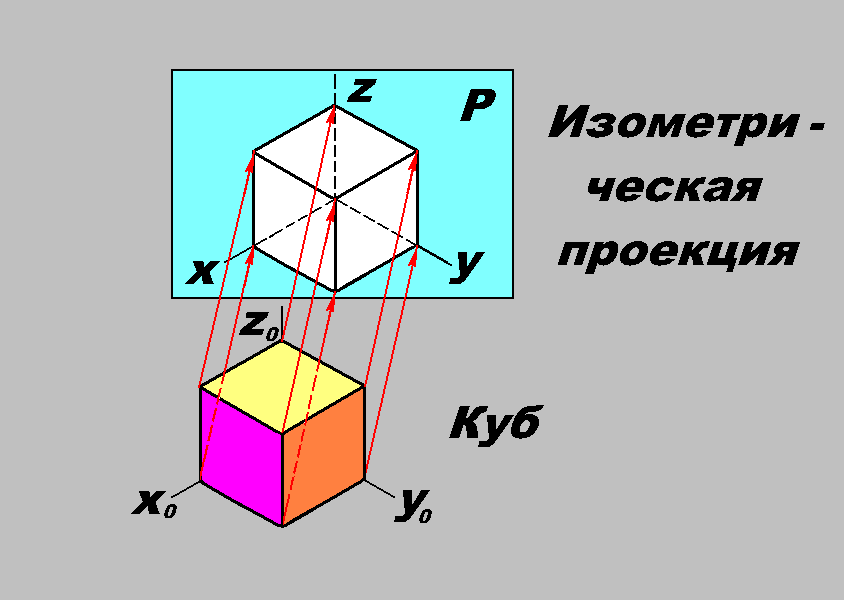 z
P
Изометри -
ческая
проекция
x
y
z₀
Куб
x₀
y₀